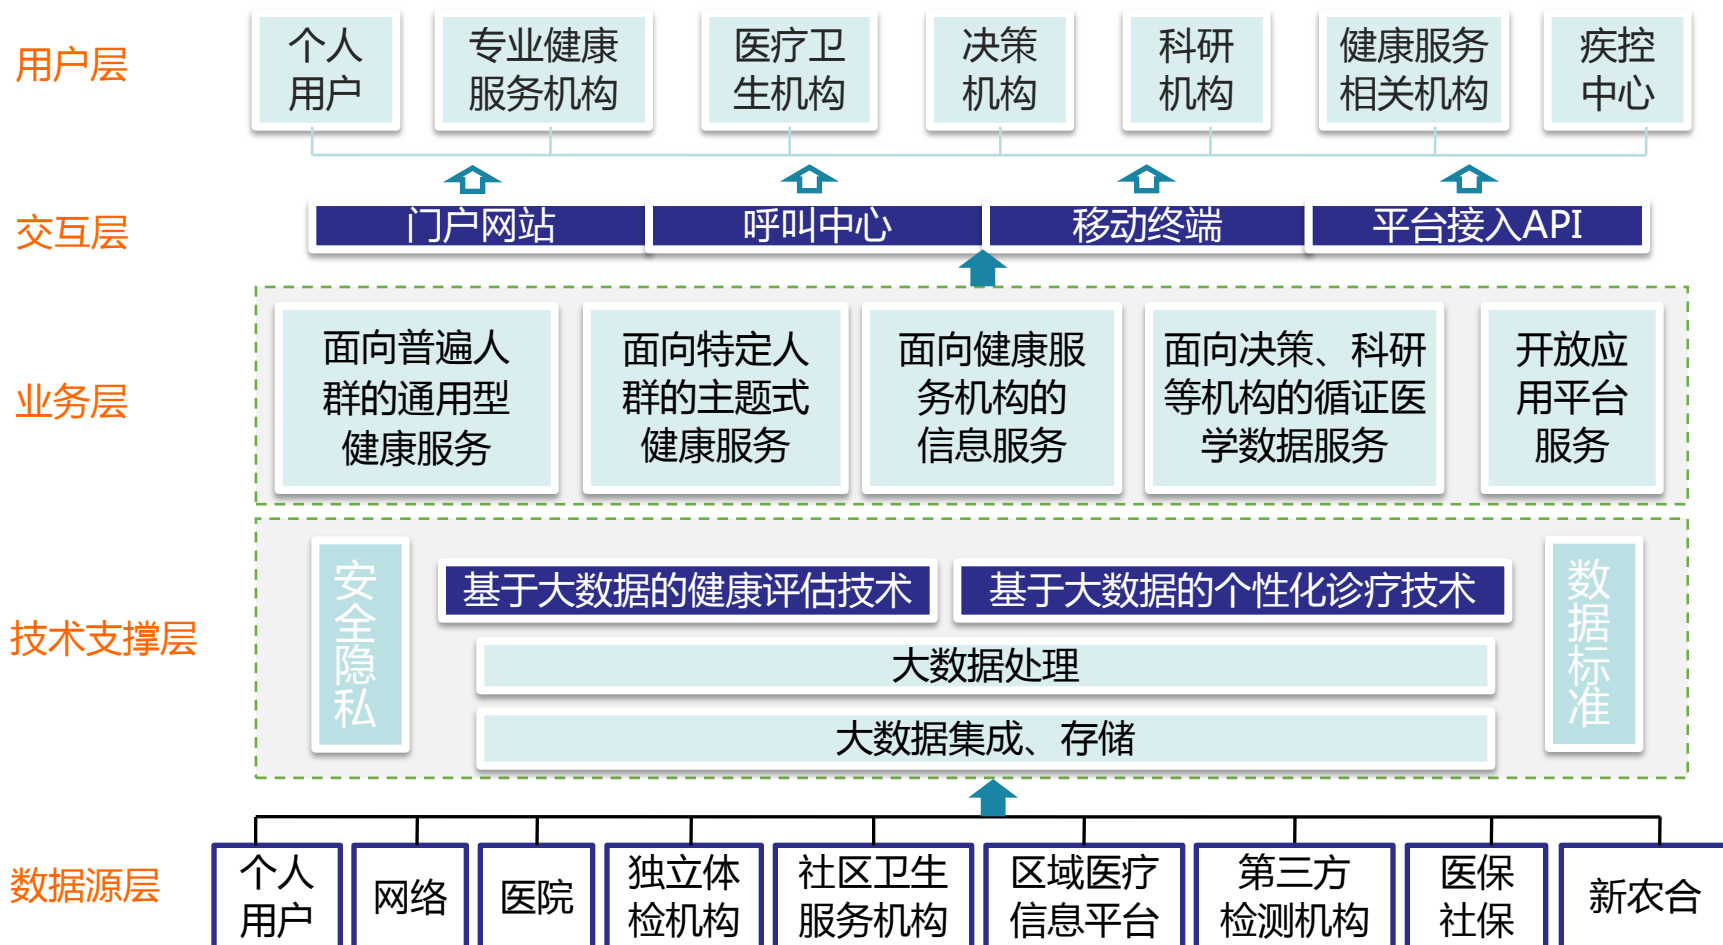 用户层
个人
用户
专业健康
服务机构
医疗卫
生机构
决策
机构
科研
机构
健康服务
相关机构
疾控
中心
交互层
门户网站
呼叫中心
移动终端
平台接入API
业务层
面向普遍人
群的通用型
健康服务
面向特定人
群的主题式
健康服务
面向健康服
务机构的
信息服务
面向决策、科研
等机构的循证医
学数据服务
开放应
用平台
服务
技术支撑层
安全隐私
基于大数据的健康评估技术
基于大数据的个性化诊疗技术
大数据处理
大数据集成、存储
数据标准
数据源层
个人
用户
网络
医院
独立体
检机构
社区卫生
服务机构
区域医疗
信息平台
第三方
检测机构
医保
社保
新农合